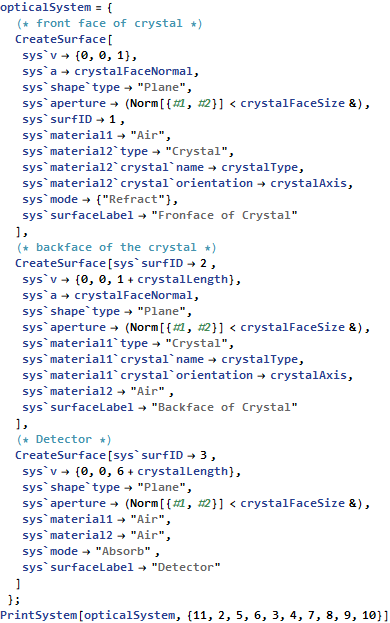 opticalSystem = {
(* front face of crystal *)
CreateSurface[
sys`v → {0, 0, 1},
sys`a → crystalFaceNormal,
sys`shape`type → "Plane",
sys`aperture → (Norm[{#1, #2}] < crystalFaceSize &),
sys`surfID → 1 ,
sys`material1 → "Air",
sys`material2`type → "Crystal",
sys`material2`crystal`name → crystalType,
sys`material2`crystal`orientation → crystalAxis,
sys`mode → {"Refract"},
sys`surfaceLabel → "Fronface of Crystal"
],
(* backface of the crystal *)
CreateSurface[sys`surfID → 2 ,
sys`v → {0, 0, 1 + crystalLength},
sys`a → crystalFaceNormal,
sys`shape`type → "Plane",
sys`aperture → (Norm[{#1, #2}] < crystalFaceSize &),
sys`material1`type → "Crystal",
sys`material1`crystal`name → crystalType,
sys`material1`crystal`orientation → crystalAxis,
sys`material2 → "Air" ,
sys`surfaceLabel → "Backface of Crystal"
],
(* Detector *)
CreateSurface[sys`surfID → 3 ,
sys`v → {0, 0, 6 + crystalLength},
sys`shape`type → "Plane",
sys`aperture → (Norm[{#1, #2}] < crystalFaceSize &),
sys`material1 → "Air",
sys`material2 → "Air",
sys`mode → "Absorb" ,
sys`surfaceLabel → "Detector"
]
};
PrintSystem[opticalSystem, {11, 2, 5, 6, 3, 4, 7, 8, 9, 10}]